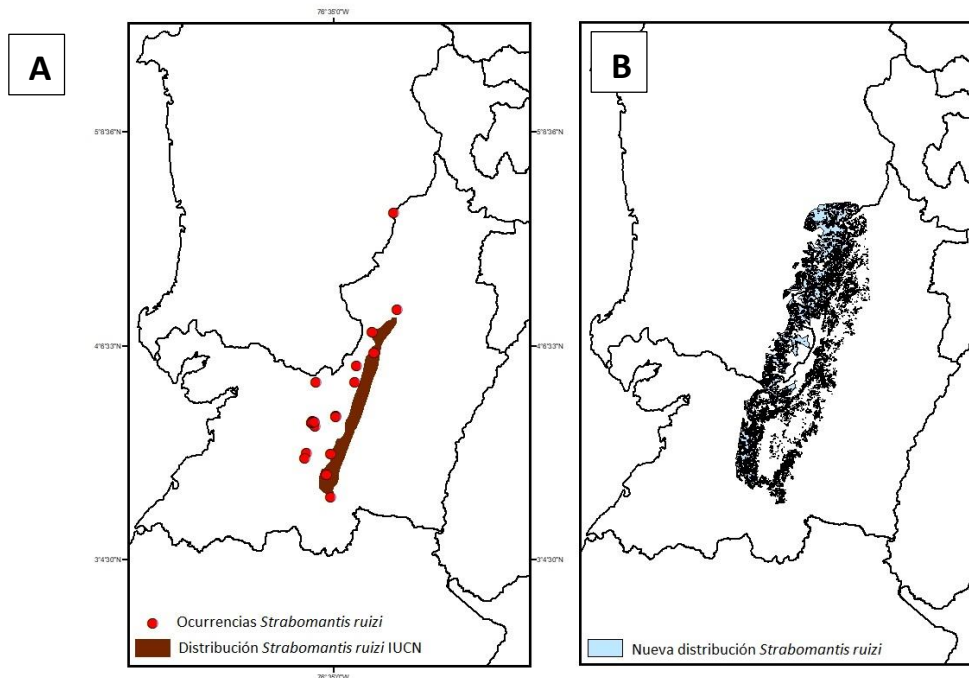 76°35'0"W
A
B
5°8'36"N
5°8'36"N
4°6'33"N
4°6'33"N
3°4'30"N
3°4'30"N
Ocurrencias Strabomantis ruizi
Distribución Strabomantis ruizi IUCN
Nueva distribución Strabomantis ruizi
76°35'0"W